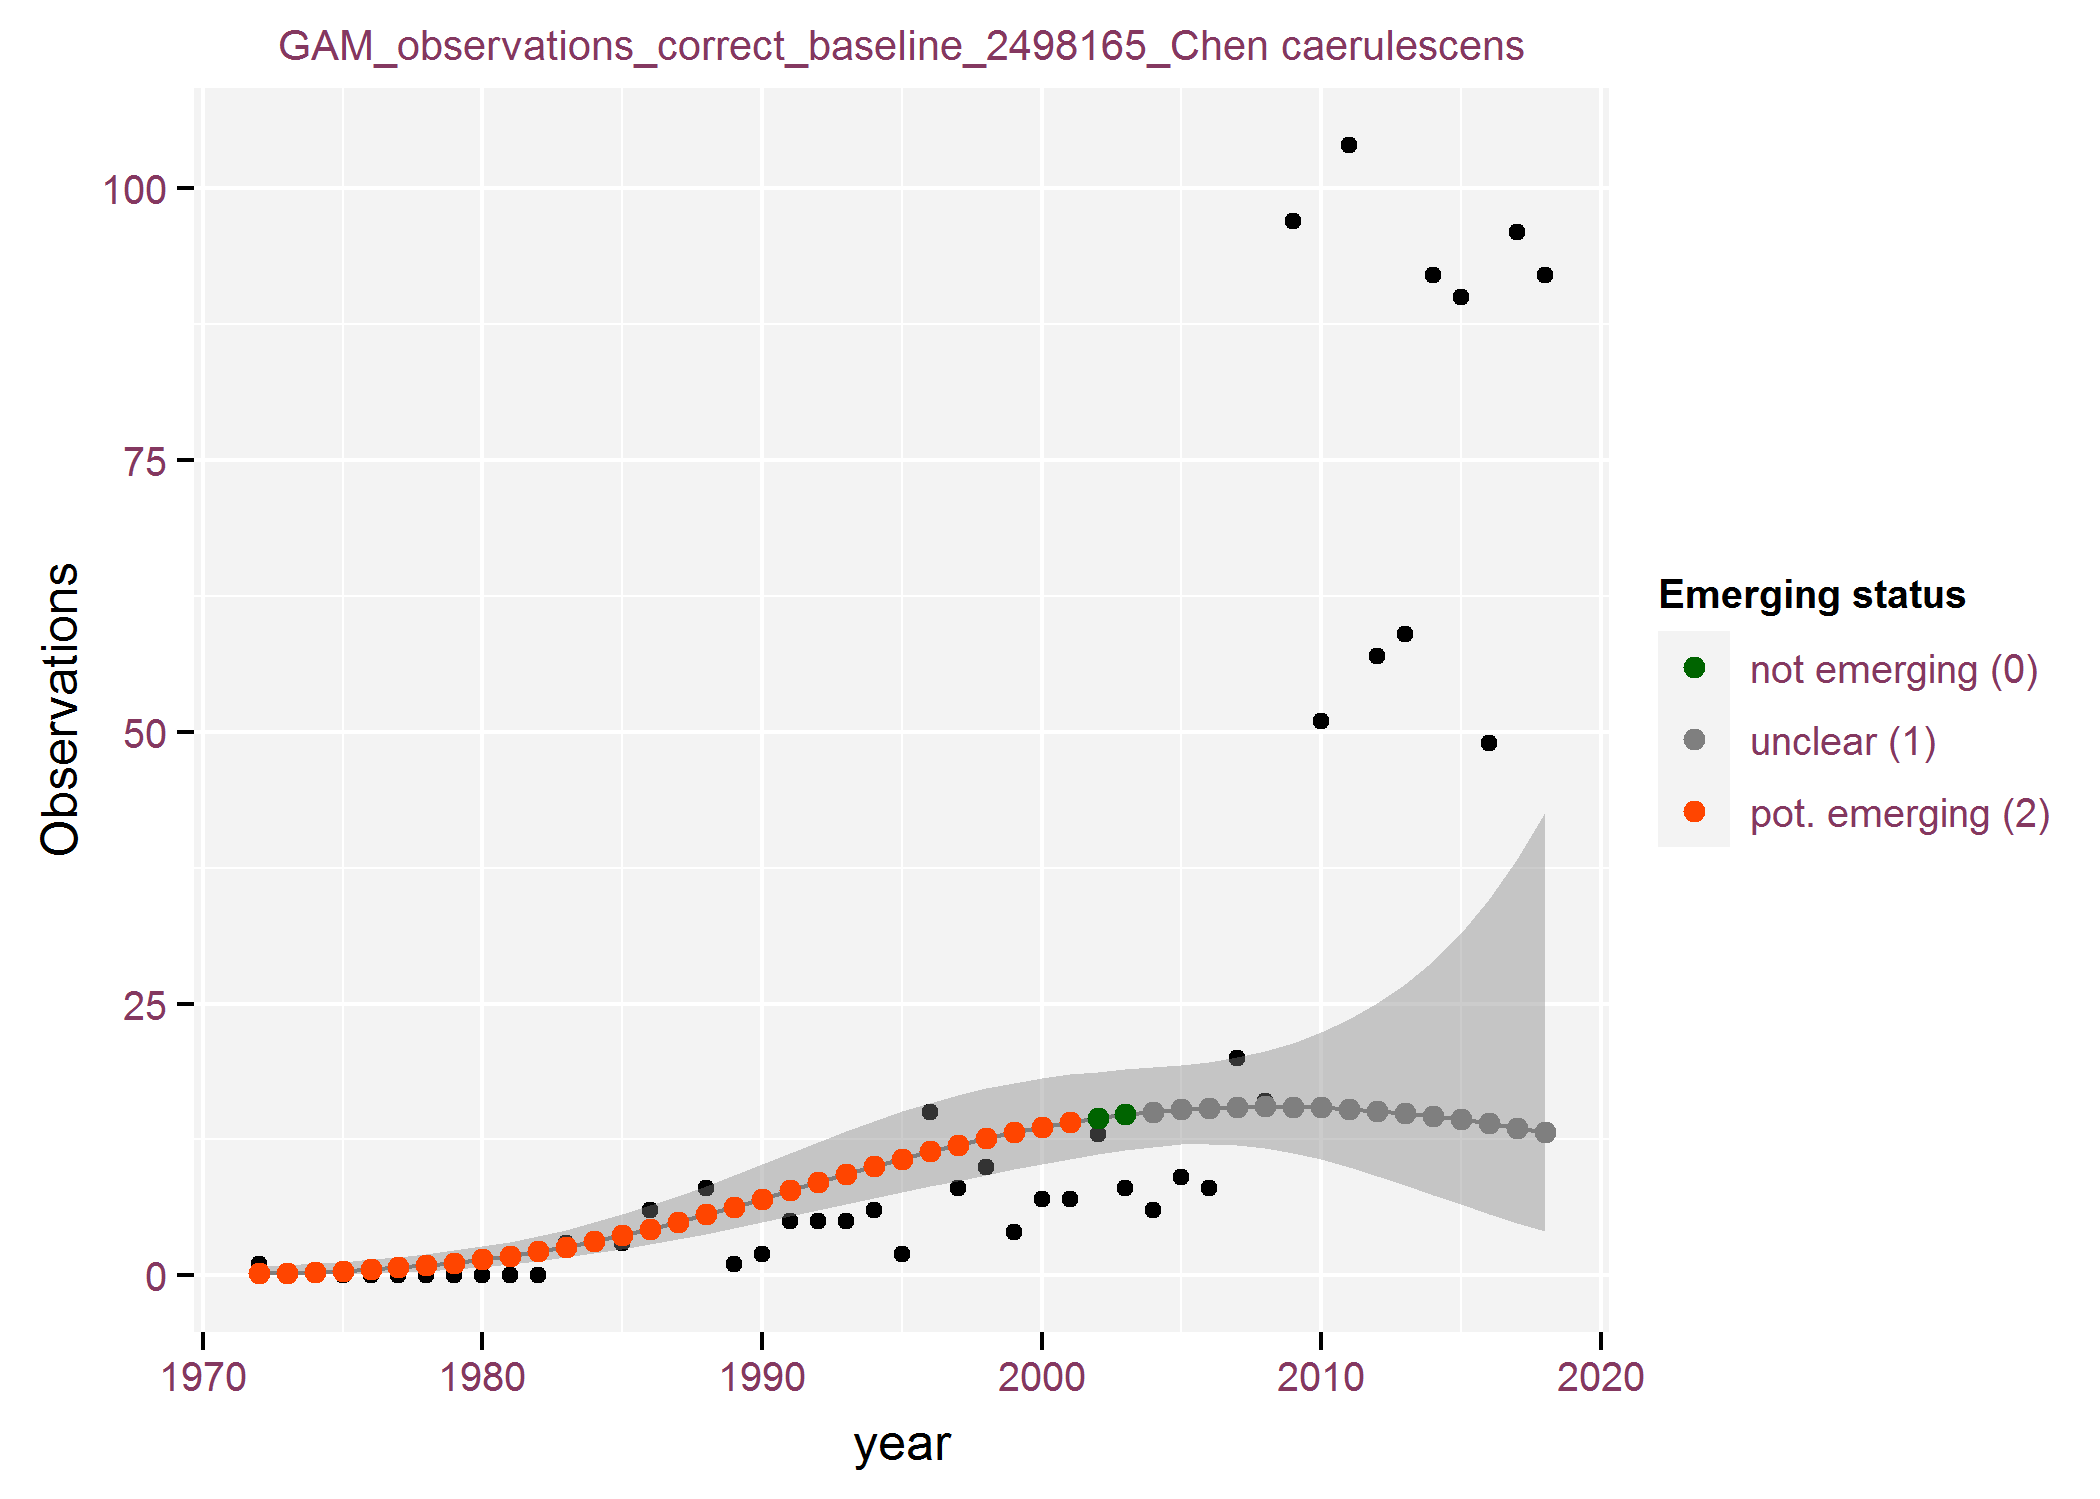 GAM_observations_correct_baseline_2498165_Chen caerulescens
100
75
50
25
0
Observations
1970 1980 1990 2000 2010 2020
year
Emerging status
not emerging (0)
unclear (1)
pot. emerging (2)